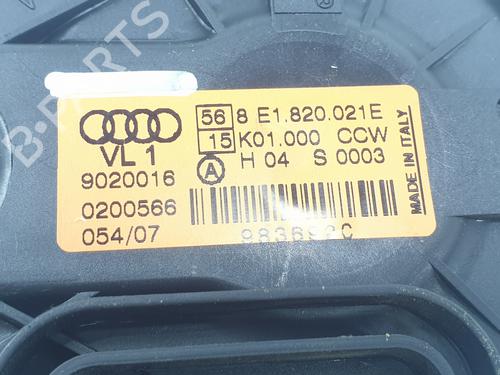 B-PARTS
56 8 E1.820.021E
15 K01.000 CCW
VL 1
A H 04 S 0003
9020016
0200566
054/07
983692C
MADE IN ITALY